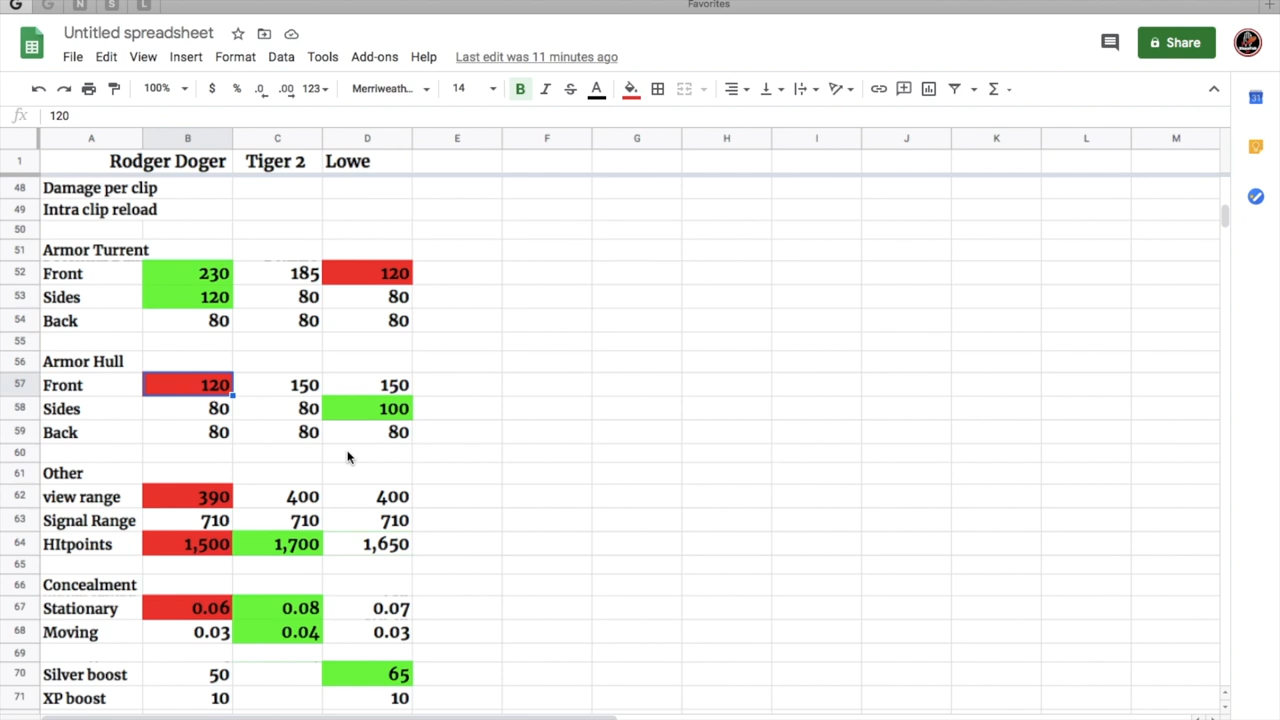 G G N S L Favorites
Untitled spreadsheet
File Edit View Insert Format Data Tools Add-ons Help Last edit was 11 minutes ago Share
100% $ % .0 .00 123 Merriweath... 14 B I S A Σ 31
fx 120
A B C D E F G H I J K L M
1 Rodger Doger Tiger 2 Lowe
48 Damage per clip
49 Intra clip reload
50
51 Armor Turrent
52 Front 230 185 120
53 Sides 120 80 80
54 Back 80 80 80
55
56 Armor Hull
57 Front 120 150 150
58 Sides 80 80 100
59 Back 80 80 80
60
61 Other
62 view range 390 400 400
63 Signal Range 710 710 710
64 HItpoints 1,500 1,700 1,650
65
66 Concealment
67 Stationary 0.06 0.08 0.07
68 Moving 0.03 0.04 0.03
69
70 Silver boost 50 65
71 XP boost 10 10